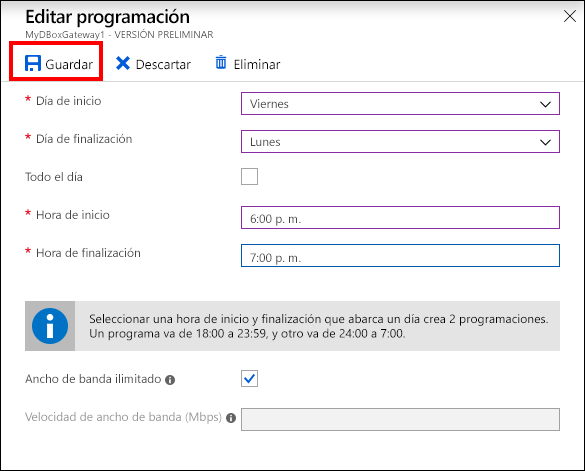 Editar programación
MyDBoxGateway1 - VERSIÓN PRELIMINAR
Guardar Descartar Eliminar
* Día de inicio Viernes
* Día de finalización Lunes
Todo el día
* Hora de inicio 6:00 p. m.
* Hora de finalización 7:00 p. m.
Seleccionar una hora de inicio y finalización que abarca un día crea 2 programaciones.
Un programa va de 18:00 a 23:59, y otro va de 24:00 a 7:00.
Ancho de banda ilimitado
Velocidad de ancho de banda (Mbps)